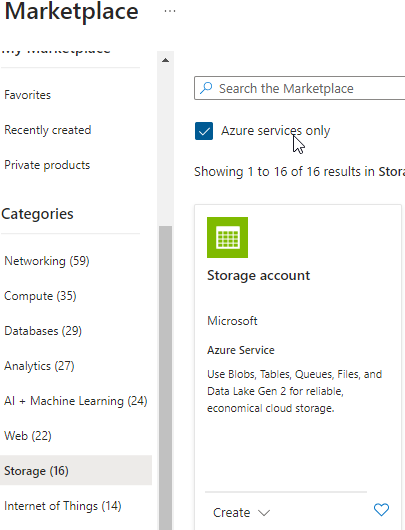 Marketplace ...
My Marketplace
Favorites
Recently created
Private products
Categories
Networking (59)
Compute (35)
Databases (29)
Analytics (27)
AI + Machine Learning (24)
Web (22)
Storage (16)
Internet of Things (14)
Search the Marketplace
Azure services only
Showing 1 to 16 of 16 results in Stora
Storage account
Microsoft
Azure Service
Use Blobs, Tables, Queues, Files, and
Data Lake Gen 2 for reliable,
economical cloud storage.
Create